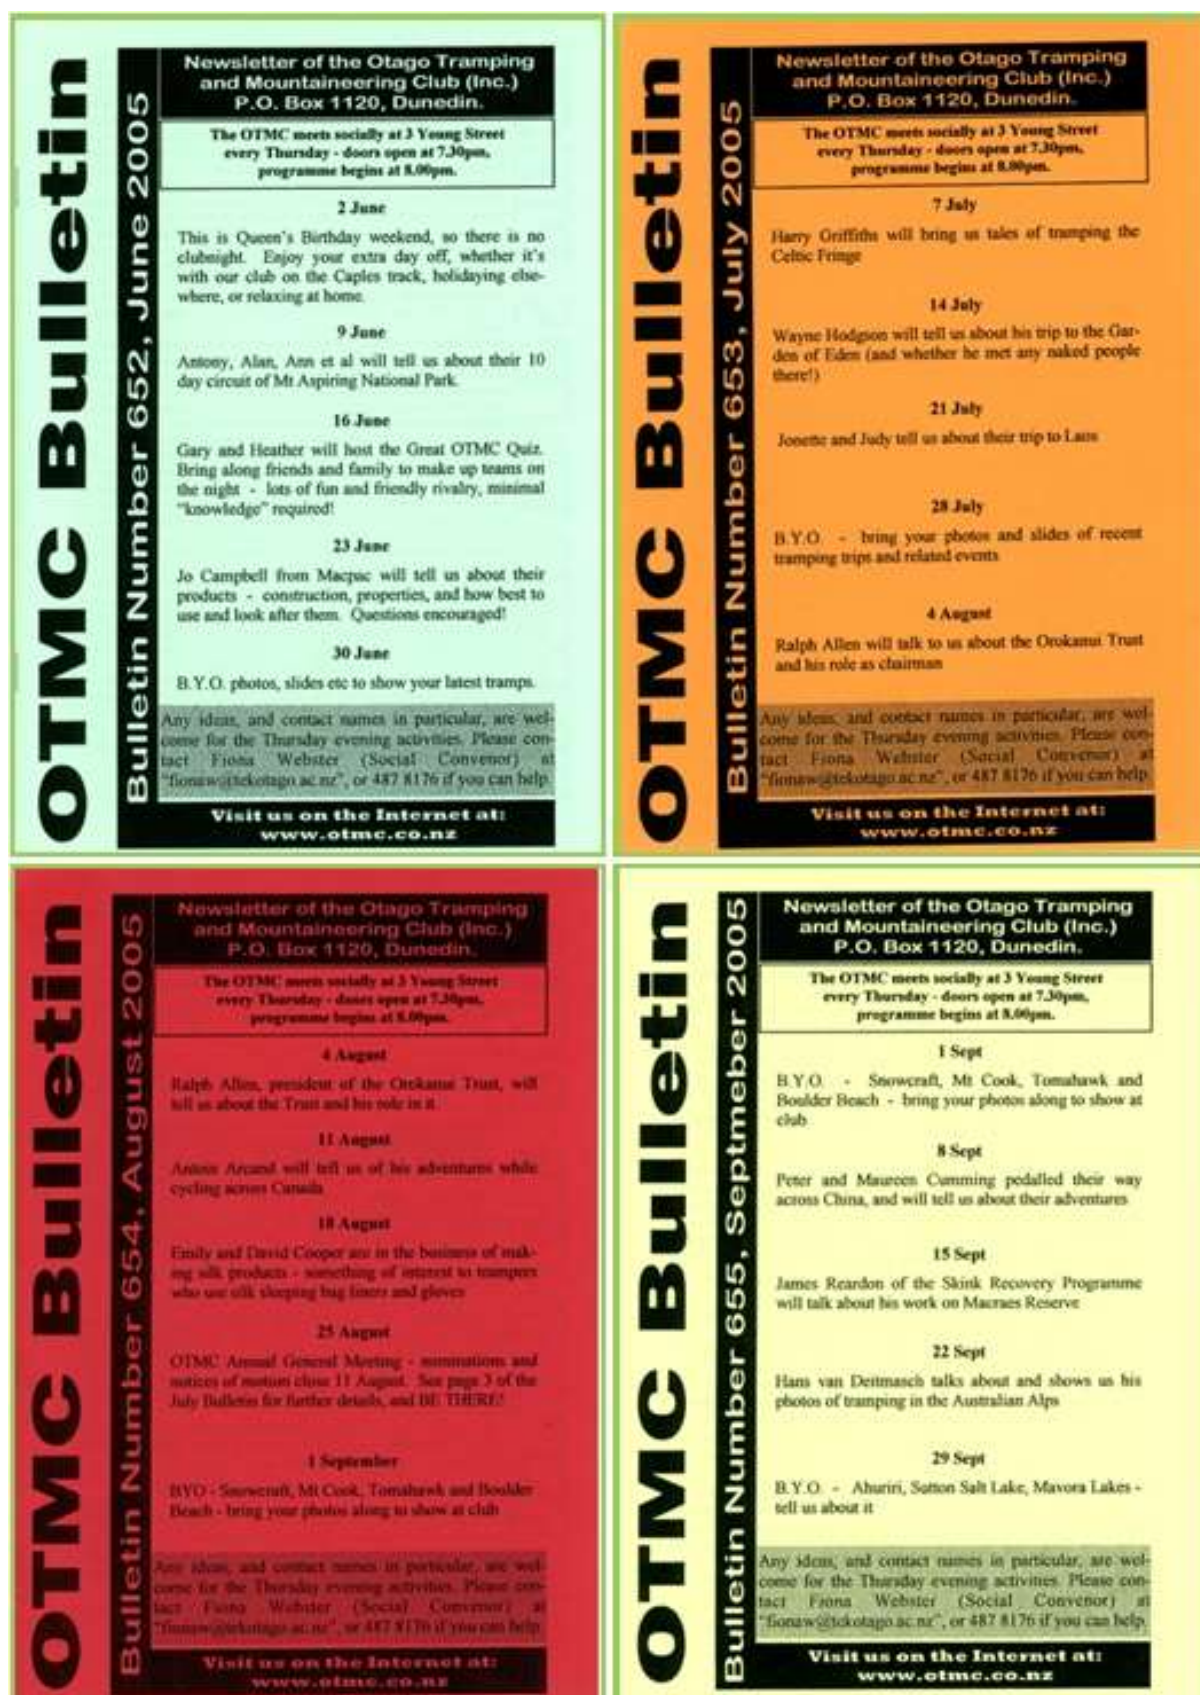 OTMC Bulletin
Bulletin Number 652, June 2005
Newsletter of the Otago Tramping
and Mountaineering Club (Inc.)
P.O. Box 1120, Dunedin.
The OTMC meets socially at 3 Young Street
every Thursday - doors open at 7.30pm,
programme begins at 8.00pm.
2 June
This is Queen's Birthday weekend, so there is no
clubnight. Enjoy your extra day off, whether it's
with our club on the Caples track, holidaying else-
where, or relaxing at home.
9 June
Antony, Alan, Ann et al will tell us about their 10
day circuit of Mt Aspiring National Park.
16 June
Gary and Heather will host the Great OTMC Quiz.
Bring along friends and family to make up teams on
the night - lots of fun and friendly rivalry, minimal
"knowledge" required!
23 June
Jo Campbell from Macpac will tell us about their
products - construction, properties, and how best to
use and look after them. Questions encouraged!
30 June
B.Y.O. photos, slides etc to show your latest tramps.
Any ideas, and contact names in particular, are wel-
come for the Thursday evening activities. Please con-
tact Fiona Webster (Social Convenor) at
"fionaw@tekotago.ac.nz", or 487 8176 if you can help.
Visit us on the Internet at:
www.otmc.co.nz
OTMC Bulletin
Bulletin Number 653, July 2005
Newsletter of the Otago Tramping
and Mountaineering Club (Inc.)
P.O. Box 1120, Dunedin.
The OTMC meets socially at 3 Young Street
every Thursday - doors open at 7.30pm,
programme begins at 8.00pm.
7 July
Harry Griffiths will bring us tales of tramping the
Celtic Fringe
14 July
Wayne Hodgson will tell us about his trip to the Gar-
den of Eden (and whether he met any naked people
there!)
21 July
Jonette and Judy tell us about their trip to Laos
28 July
B.Y.O. - bring your photos and slides of recent
tramping trips and related events
4 August
Ralph Allen will talk to us about the Orokanui Trust
and his role as chairman
Any ideas, and contact names in particular, are wel-
come for the Thursday evening activities. Please con-
tact Fiona Webster (Social Convenor) at
"fionaw@tekotago.ac.nz", or 487 8176 if you can help.
Visit us on the Internet at:
www.otmc.co.nz
OTMC Bulletin
Bulletin Number 654, August 2005
Newsletter of the Otago Tramping
and Mountaineering Club (Inc.)
P.O. Box 1120, Dunedin.
The OTMC meets socially at 3 Young Street
every Thursday - doors open at 7.30pm,
programme begins at 8.00pm.
4 August
Ralph Allen, president of the Orokanui Trust, will
tell us about the Trust and his role in it.
11 August
Arcand will tell us of his adventures while
cycling across Canada
18 August
Emily and David Cooper are in the business of mak-
ing silk products - something of interest to trampers
who use silk sleeping bag liners and gloves
25 August
OTMC Annual General Meeting - nominations and
notices of motion close 11 August. See page 3 of the
July Bulletin for further details, and BE THERE!
1 September
BYO - Snowcraft, Mt Cook, Tomahawk and Boulder
Beach - bring your photos along to show at club
Any ideas, and contact names in particular, are wel-
come for the Thursday evening activities. Please con-
tact Fiona Webster (Social Convenor) at
"fionaw@tekotago.ac.nz", or 487 8176 if you can help.
Visit us on the Internet at:
www.otmc.co.nz
OTMC Bulletin
Bulletin Number 655, Septmeber 2005
Newsletter of the Otago Tramping
and Mountaineering Club (Inc.)
P.O. Box 1120, Dunedin.
The OTMC meets socially at 3 Young Street
every Thursday - doors open at 7.30pm,
programme begins at 8.00pm.
1 Sept
B.Y.O. - Snowcraft, Mt Cook, Tomahawk and
Boulder Beach - bring your photos along to show at
club
8 Sept
Peter and Maureen Cumming pedalled their way
across China, and will tell us about their adventures
15 Sept
James Reardon of the Skink Recovery Programme
will talk about his work on Macraes Reserve
22 Sept
Hans van Deitmasch talks about and shows us his
photos of tramping in the Australian Alps
29 Sept
B.Y.O. - Ahuriri, Sutton Salt Lake, Mavora Lakes -
tell us about it
Any ideas, and contact names in particular, are wel-
come for the Thursday evening activities. Please con-
tact Fiona Webster (Social Convenor) at
"fionaw@tekotago.ac.nz", or 487 8176 if you can help.
Visit us on the Internet at:
www.otmc.co.nz